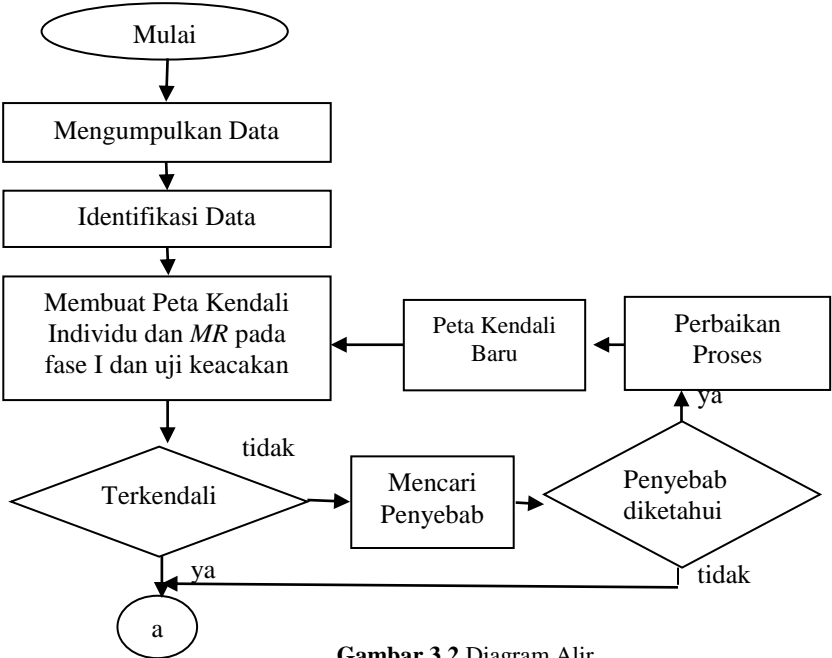 Mulai
Mengumpulkan Data
Identifikasi Data
Membuat Peta Kendali
Individu dan MR pada
fase I dan uji keacakan
Peta Kendali
Baru
Perbaikan
Proses
ya
tidak
Terkendali
Mencari
Penyebab
Penyebab
diketahui
ya
tidak
a
Gambar 3.2 Diagram Alir